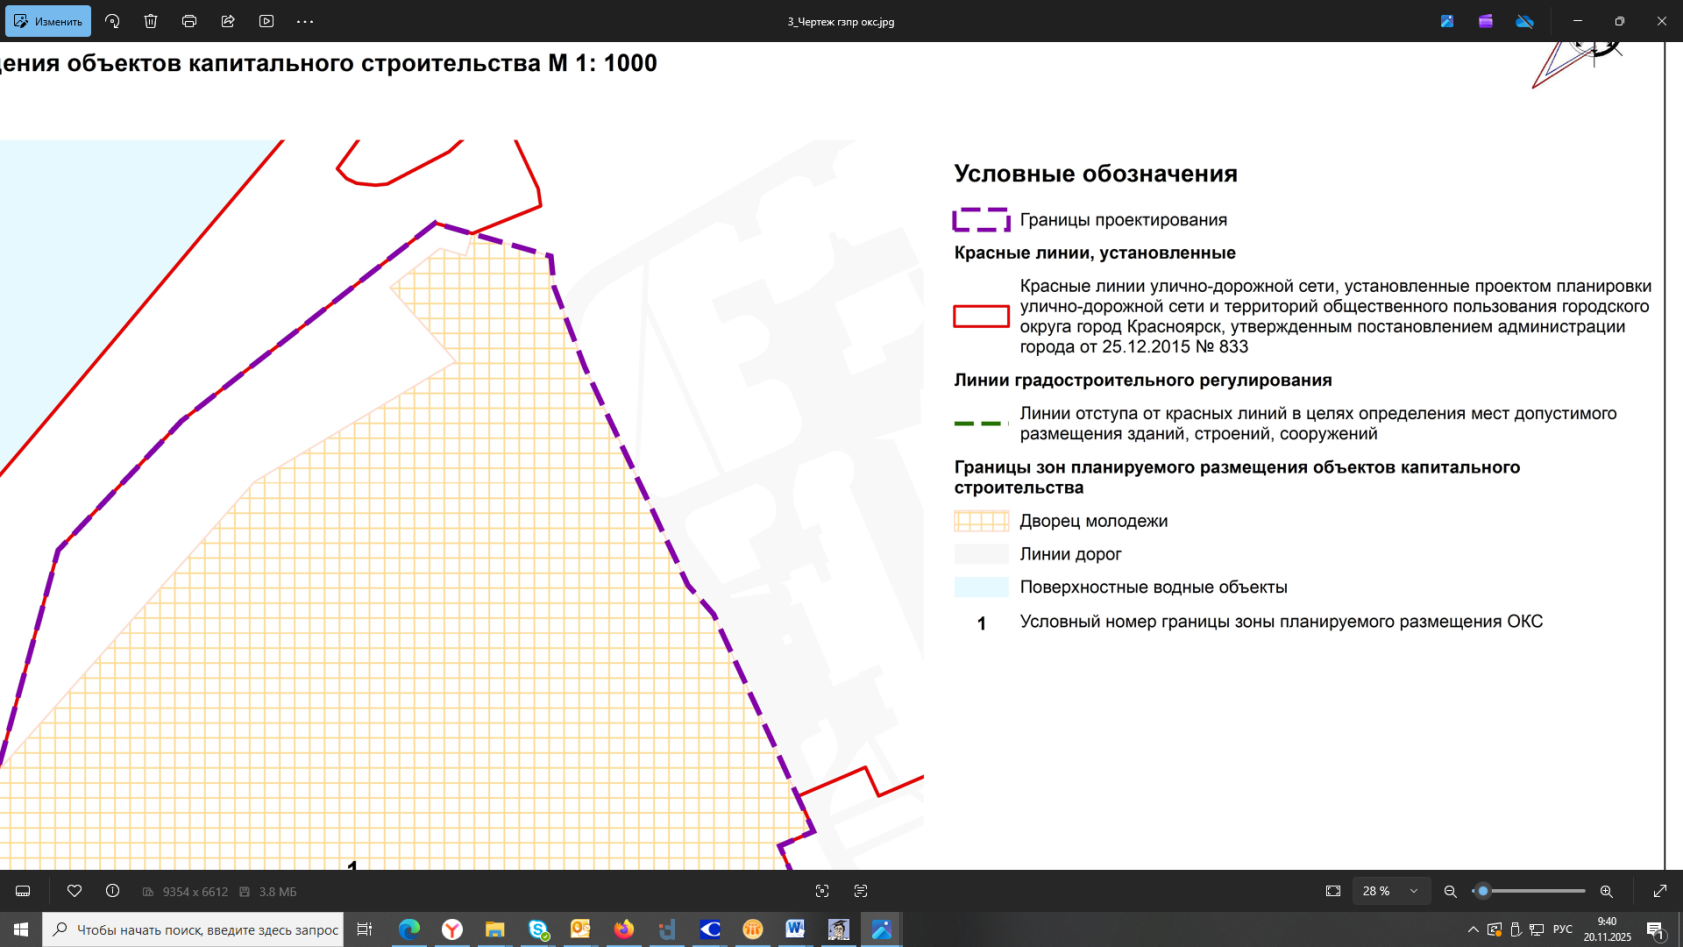 Изменить
3_Чертеж гзпр окс.jpg
ения объектов капитального строительства М 1: 1000
Условные обозначения
Границы проектирования
Красные линии, установленные
Красные линии улично-дорожной сети, установленные проектом планировки
улично-дорожной сети и территорий общественного пользования городского
округа город Красноярск, утвержденным постановлением администрации
города от 25.12.2015 № 833
Линии градостроительного регулирования
Линии отступа от красных линий в целях определения мест допустимого
размещения зданий, строений, сооружений
Границы зон планируемого размещения объектов капитального
строительства
Дворец молодежи
Линии дорог
Поверхностные водные объекты
1 Условный номер границы зоны планируемого размещения ОКС
1
9354 x 6612 3.8 МБ
28 %
Чтобы начать поиск, введите здесь запрос
РУС
9:40
20.11.2025
1